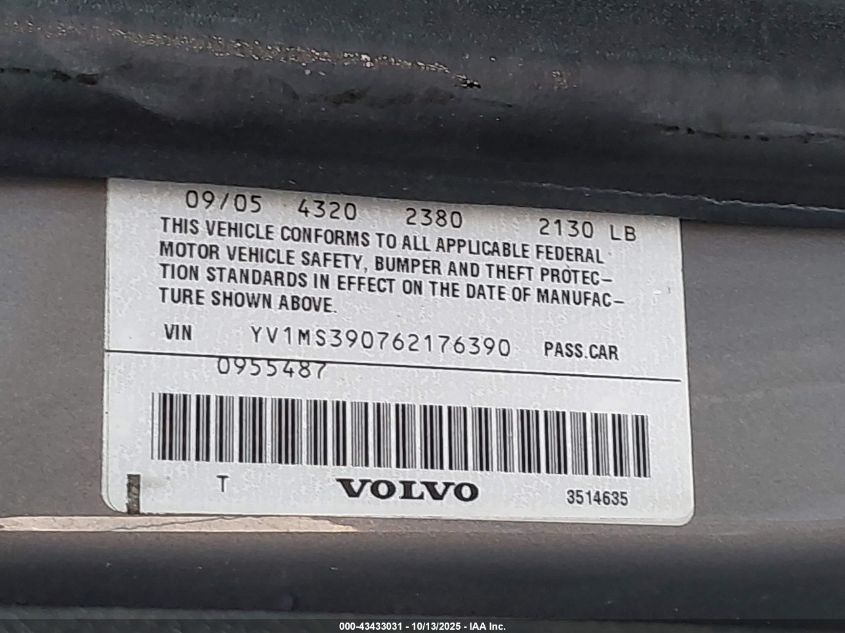 09/05 4320 2380 2130 LB
THIS VEHICLE CONFORMS TO ALL APPLICABLE FEDERAL
MOTOR VEHICLE SAFETY, BUMPER AND THEFT PROTEC-
TION STANDARDS IN EFFECT ON THE DATE OF MANUFAC-
TURE SHOWN ABOVE.
VIN YV1MS390762176390 PASS.CAR
0955487
T VOLVO 3514635
000-43433031 - 10/13/2025 - IAA Inc.